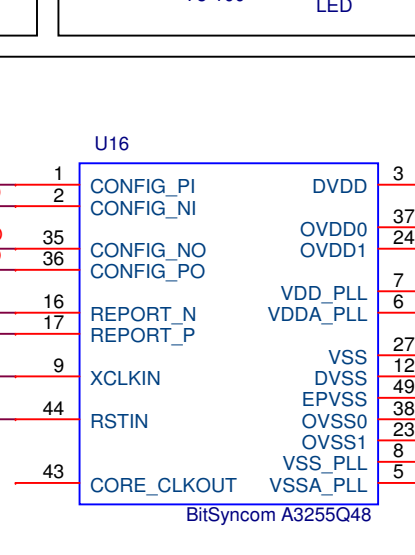 LED
U16
1 CONFIG_PI DVDD 3
2 CONFIG_NI
OVDD0 37
35 CONFIG_NO OVDD1 24
36 CONFIG_PO
VDD_PLL 7
16 REPORT_N VDDA_PLL 6
17 REPORT_P
VSS 27
9 XCLKIN DVSS 12
EPVSS 49
44 RSTIN OVSS0 38
OVSS1 23
VSS_PLL 8
43 CORE_CLKOUT VSSA_PLL 5
BitSyncom A3255Q48